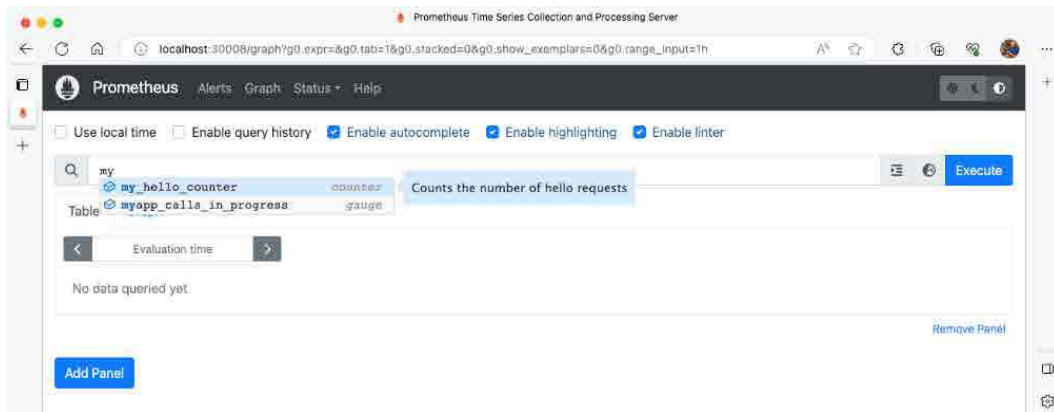 Prometheus Time Series Collection and Processing Server
localhost:30008/graph?g0.expr=&g0.tab=1&g0.stacked=0&g0.show_exemplars=0&g0.range_input=1h
Prometheus Alerts Graph Status Help
Use local time Enable query history Enable autocomplete Enable highlighting Enable linter
my Execute
my_hello_counter counter Counts the number of hello requests
myapp_calls_in_progress gauge
Table
Evaluation time
No data queried yet
Remove Panel
Add Panel